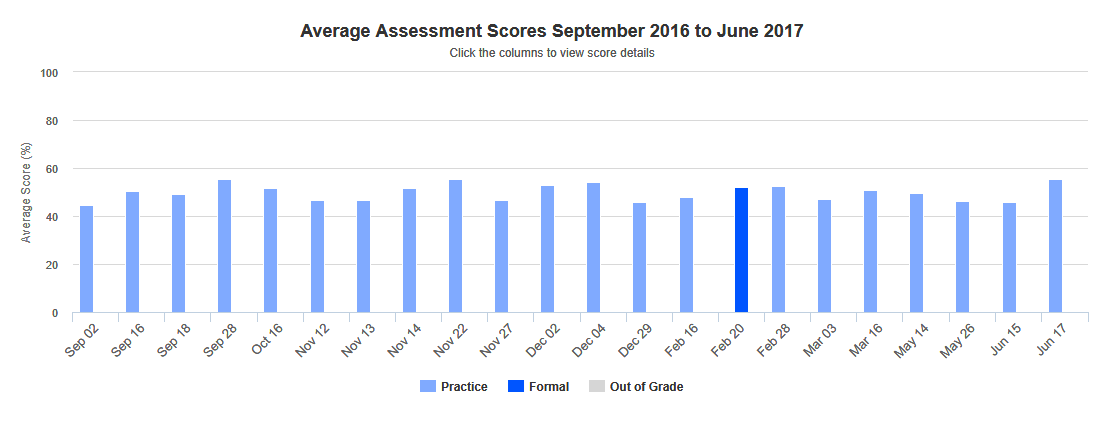 Average Assessment Scores September 2016 to June 2017
Click the columns to view score details
Average Score (%)
100
80
60
40
20
0
Sep 02 Sep 16 Sep 18 Sep 28 Oct 16 Nov 12 Nov 13 Nov 14 Nov 22 Nov 27 Dec 02 Dec 04 Dec 29 Feb 16 Feb 20 Feb 28 Mar 03 Mar 16 May 14 May 26 Jun 15 Jun 17
Practice Formal Out of Grade